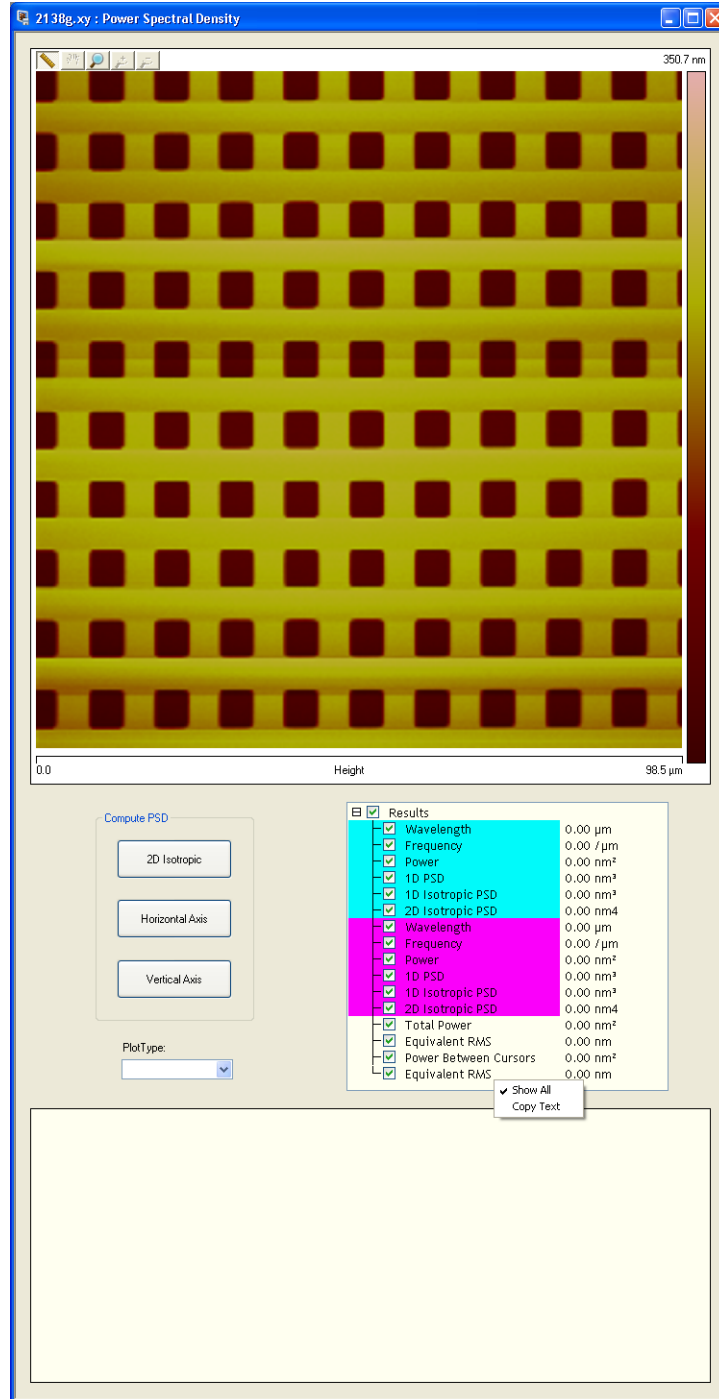 2138g.xy : Power Spectral Density
350.7 nm
0.0 Height 98.5 µm
Compute PSD
2D Isotropic
Horizontal Axis
Vertical Axis
PlotType:
Results
Wavelength 0.00 µm
Frequency 0.00 /µm
Power 0.00 nm²
1D PSD 0.00 nm³
1D Isotropic PSD 0.00 nm³
2D Isotropic PSD 0.00 nm4
Wavelength 0.00 µm
Frequency 0.00 /µm
Power 0.00 nm²
1D PSD 0.00 nm³
1D Isotropic PSD 0.00 nm³
2D Isotropic PSD 0.00 nm4
Total Power 0.00 nm²
Equivalent RMS 0.00 nm
Power Between Cursors 0.00 nm²
Equivalent RMS 0.00 nm
Show All
Copy Text